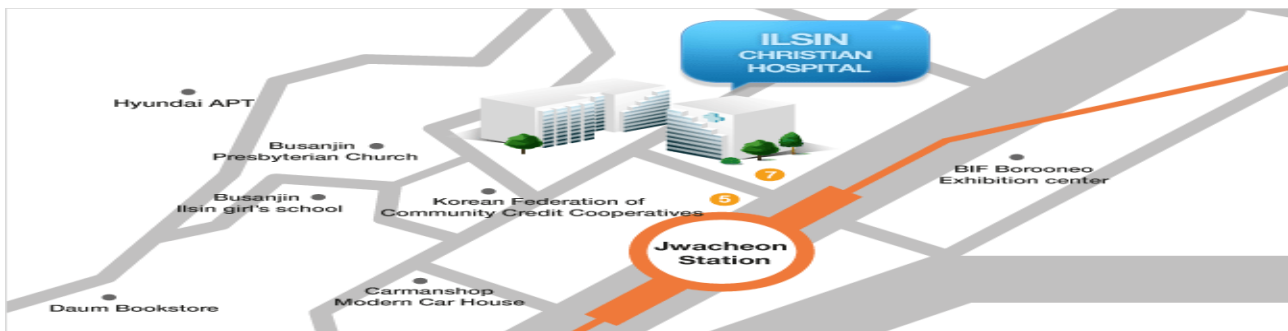 ILSIN
CHRISTIAN
HOSPITAL
Hyundai APT
Busanjin
Presbyterian Church
Busanjin
Ilsin girl's school
Korean Federation of
Community Credit Cooperatives
7
5
BIF Borooneo
Exhibition center
Jwacheon
Station
Carmanshop
Modern Car House
Daum Bookstore